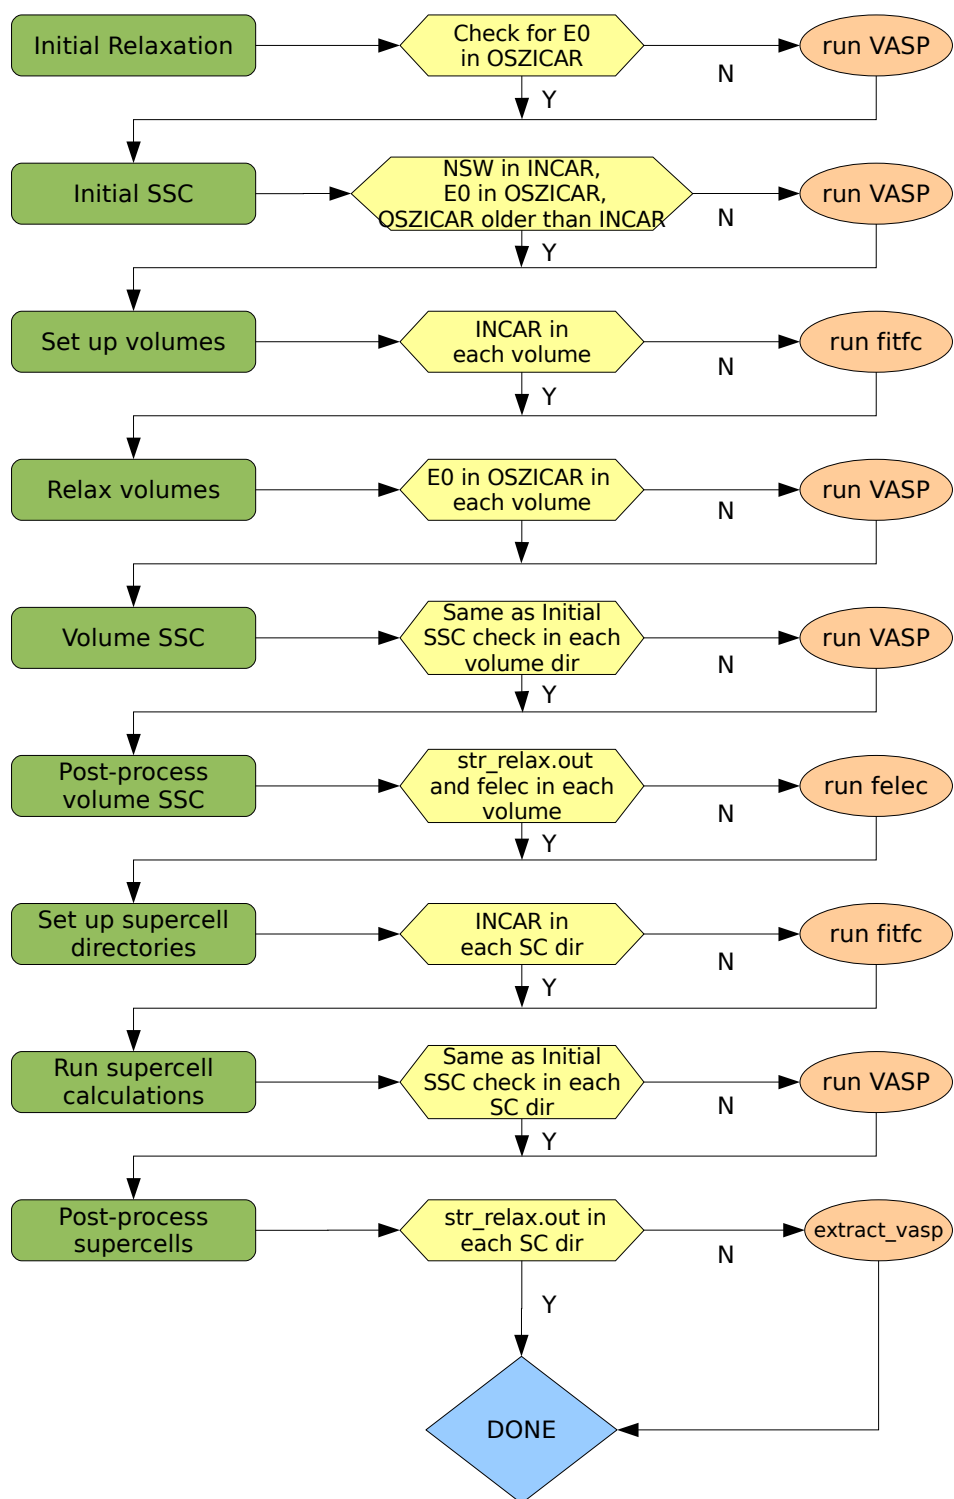 Initial Relaxation
Check for E0
in OSZICAR
run VASP
N
Y
Initial SSC
NSW in INCAR,
E0 in OSZICAR,
OSZICAR older than INCAR
run VASP
N
Y
Set up volumes
INCAR in
each volume
run fitfc
N
Y
Relax volumes
E0 in OSZICAR in
each volume
run VASP
N
Volume SSC
Same as Initial
SSC check in each
volume dir
run VASP
N
Y
Post-process
volume SSC
str_relax.out
and felec in each
volume
run felec
N
Y
Set up supercell
directories
INCAR in
each SC dir
run fitfc
N
Y
Run supercell
calculations
Same as Initial
SSC check in each
SC dir
run VASP
N
Y
Post-process
supercells
str_relax.out in
each SC dir
extract_vasp
N
Y
DONE